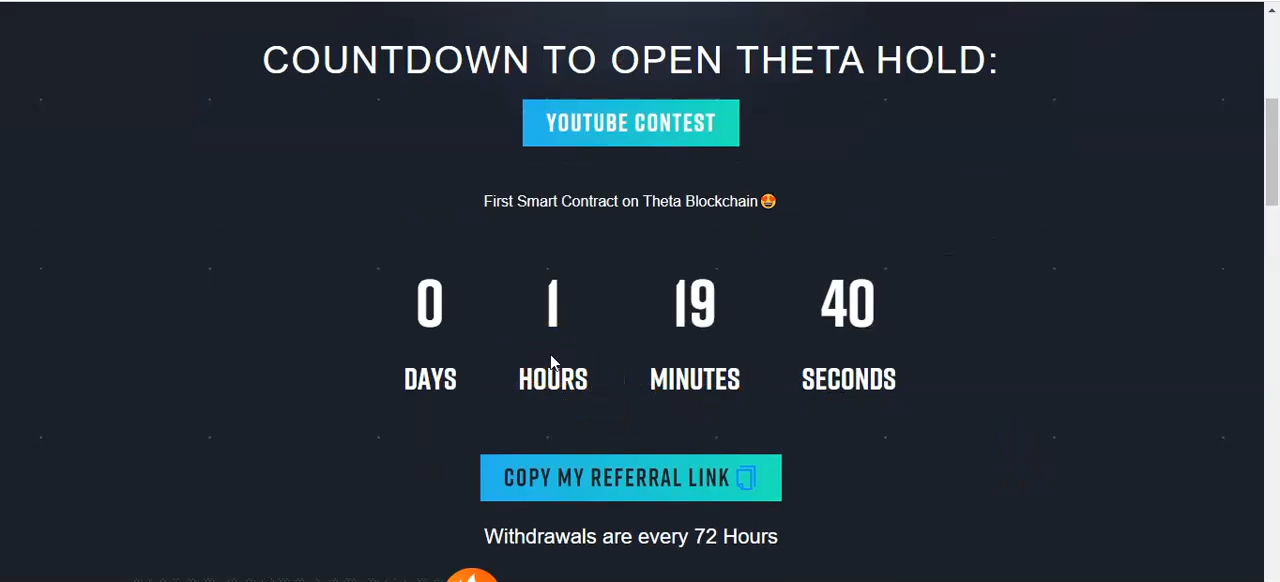 COUNTDOWN TO OPEN THETA HOLD:
YOUTUBE CONTEST
First Smart Contract on Theta Blockchain🤩
0 1 19 40
DAYS HOURS MINUTES SECONDS
COPY MY REFERRAL LINK
Withdrawals are every 72 Hours